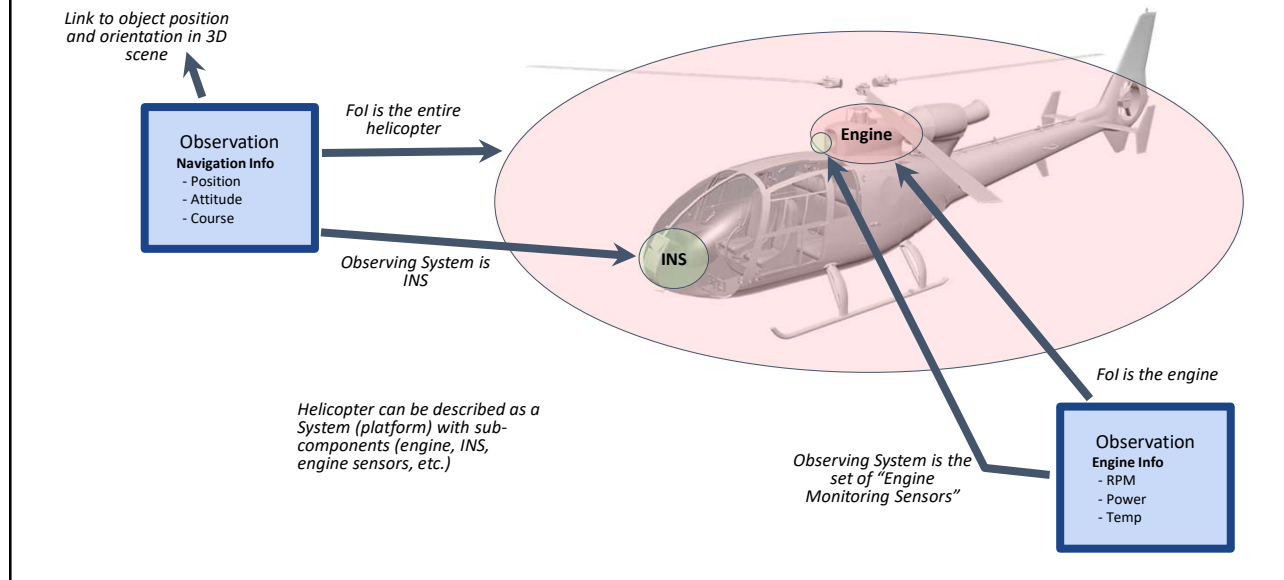 Link to object position
and orientation in 3D
scene
Observation
Navigation Info
- Position
- Attitude
- Course
FoI is the entire
helicopter
Observing System is
INS
Engine
INS
Helicopter can be described as a
System (platform) with sub-
components (engine, INS,
engine sensors, etc.)
FoI is the engine
Observing System is the
set of “Engine
Monitoring Sensors”
Observation
Engine Info
- RPM
- Power
- Temp